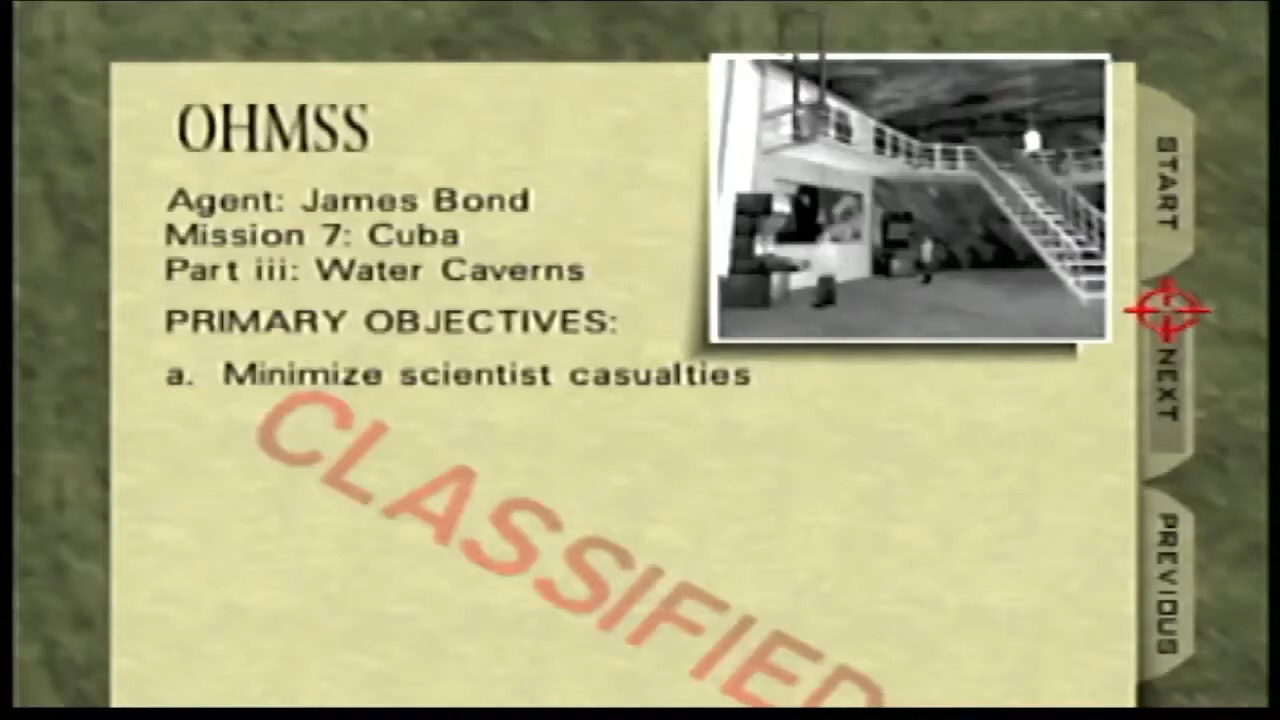 OHMSS
Agent: James Bond
Mission 7: Cuba
Part iii: Water Caverns
PRIMARY OBJECTIVES:
a. Minimize scientist casualties
CLASSIFIED
START
NEXT
PREVIOUS